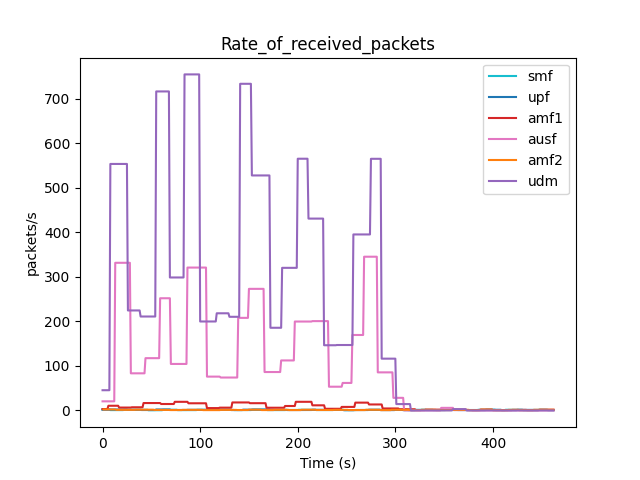 Rate_of_received_packets
packets/s
700
600
500
400
300
200
100
0
smf
upf
amf1
ausf
amf2
udm
0 100 200 300 400
Time (s)